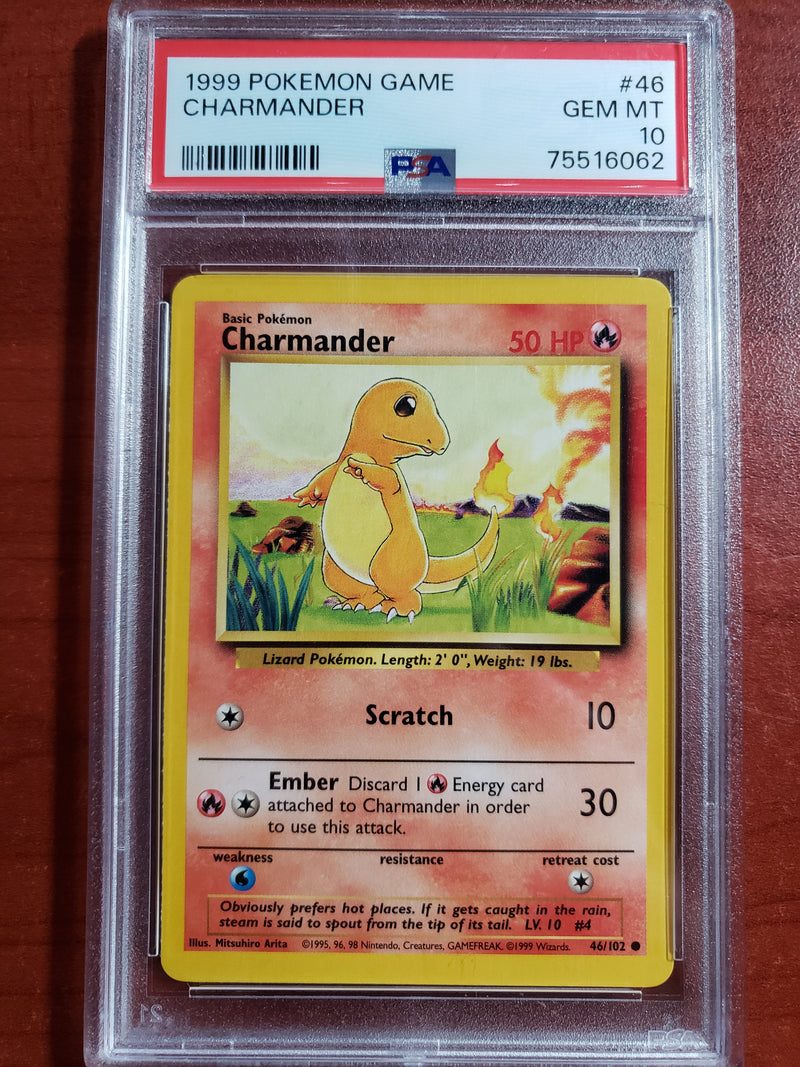 1999 POKEMON GAME #46
CHARMANDER GEM MT
10
PSA 75516062
Basic Pokémon
Charmander 50 HP
Lizard Pokémon. Length: 2' 0", Weight: 19 lbs.
Scratch 10
Ember Discard 1 Energy card
attached to Charmander in order
to use this attack.
30
weakness resistance retreat cost
Obviously prefers hot places. If it gets caught in the rain,
steam is said to spout from the tip of its tail. LV. 10 #4
Illus. Mitsuhiro Arita ©1995, 96, 98 Nintendo, Creatures, GAMEFREAK. ©1999 Wizards. 46/102
21
PSA